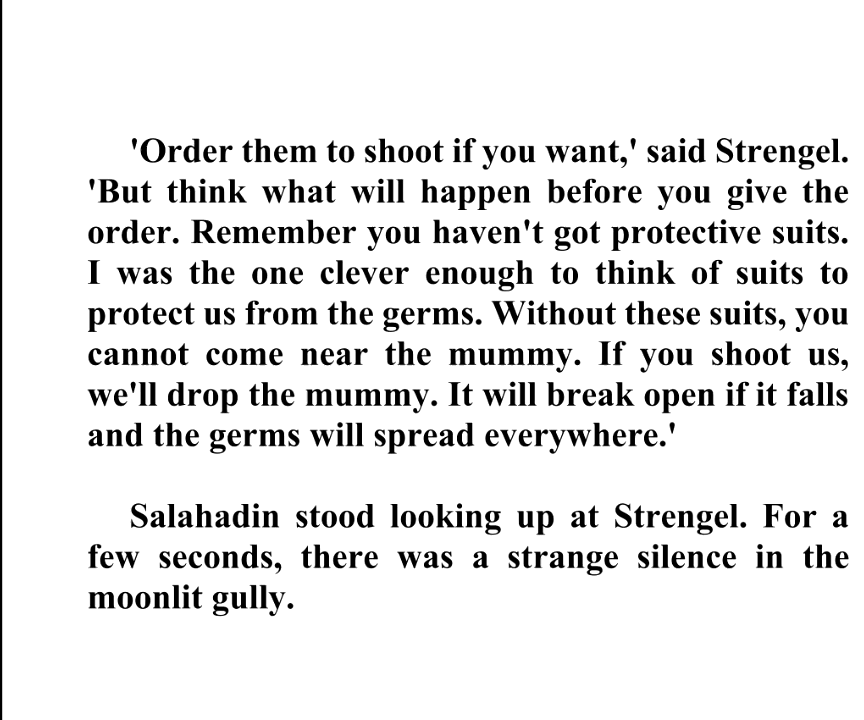 'Order them to shoot if you want,' said Strengel.
'But think what will happen before you give the
order. Remember you haven't got protective suits.
I was the one clever enough to think of suits to
protect us from the germs. Without these suits, you
cannot come near the mummy. If you shoot us,
we'll drop the mummy. It will break open if it falls
and the germs will spread everywhere.'
Salahadin stood looking up at Strengel. For a
few seconds, there was a strange silence in the
moonlit gully.